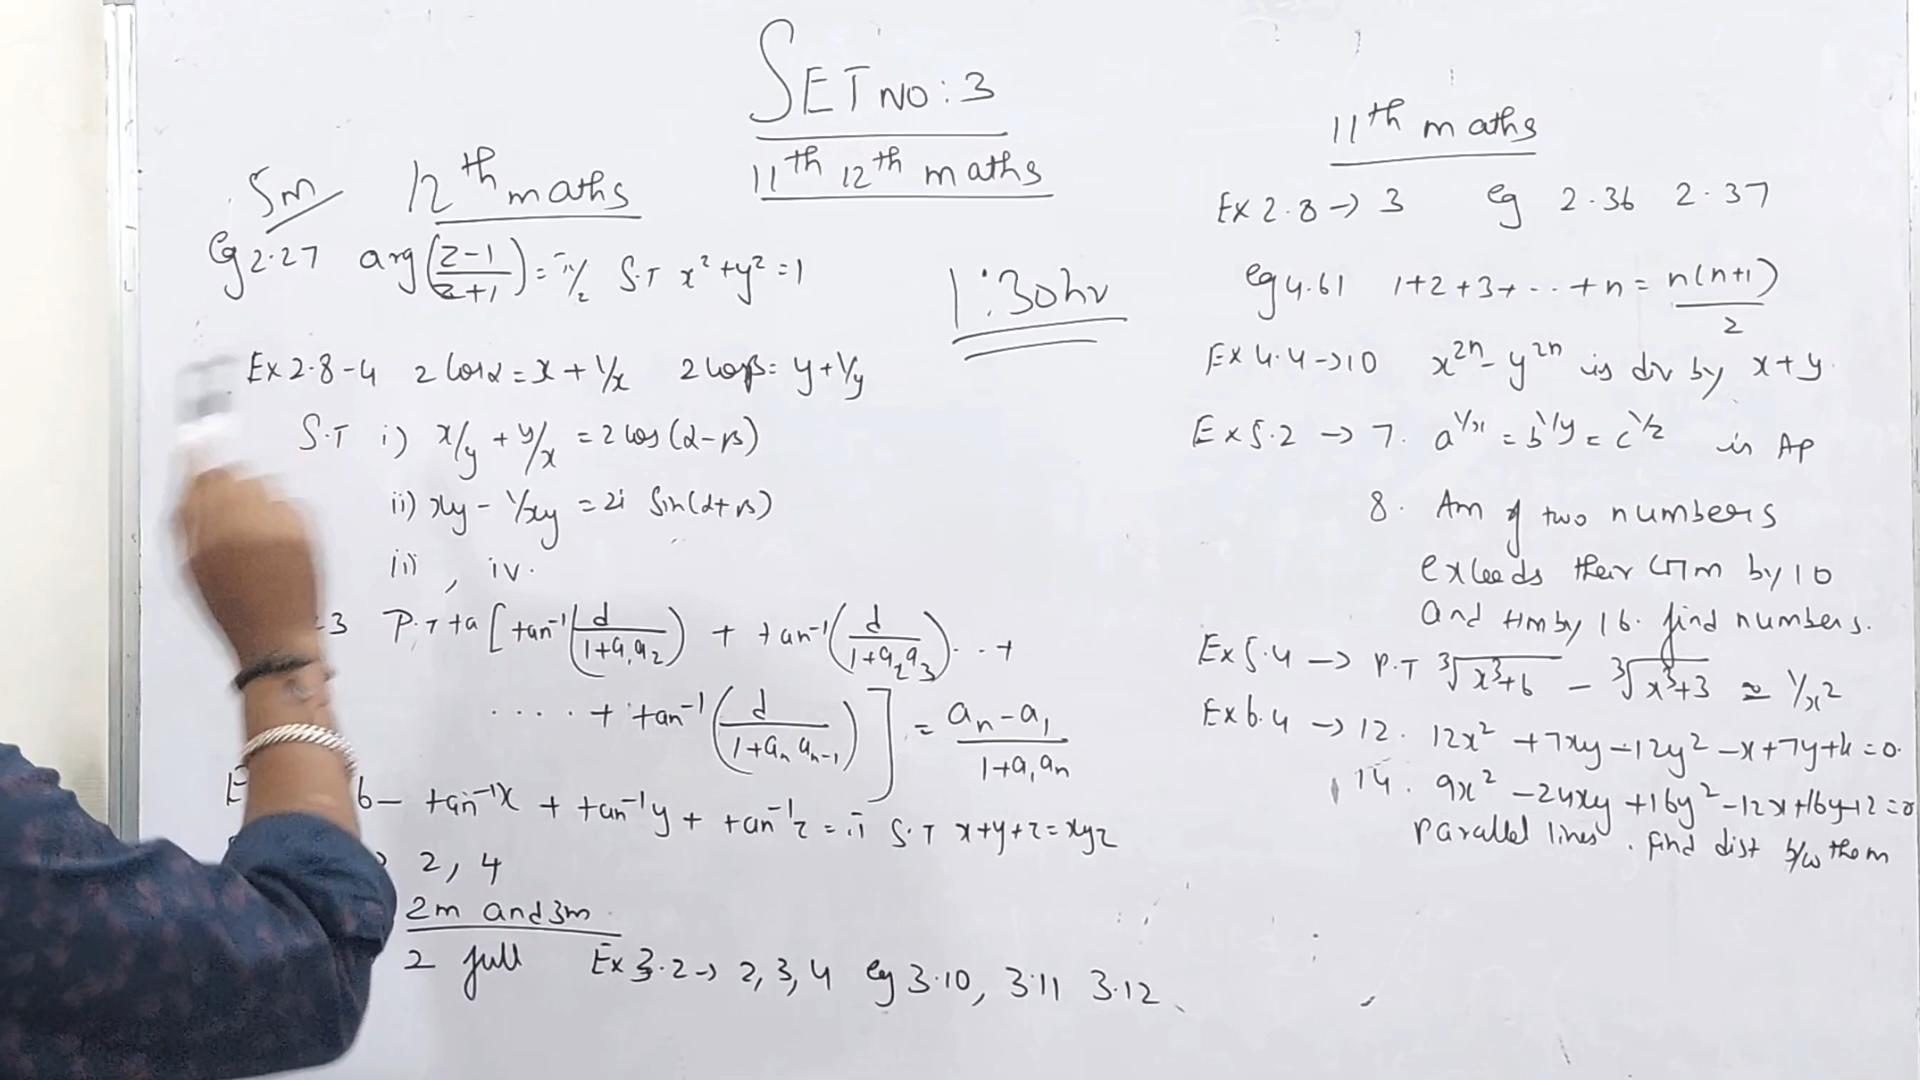 SET NO: 3
11th 12th maths
5m 12th maths
eg 2.27 arg(z-1/z+1) = π/2 S.T x²+y²=1
1:30hr
Ex 2.8-4 2cosα = x+1/x 2cosβ = y+1/y
S.T i) x/y + y/x = 2cos(α-β)
ii) xy - 1/xy = 2i Sin(α+β)
iii , iv.
-3 P.T ta[tan⁻¹(d/1+a₁a₂) + tan⁻¹(d/1+a₂a₃)...+
.....+ tan⁻¹(d/1+aₙaₙ₋₁)] = aₙ-a₁/1+a₁aₙ
6- tan⁻¹x + tan⁻¹y + tan⁻¹z = π S.T x+y+z=xyz
2, 4
2m and 3m
2 full Ex 3.2→ 2,3,4 eg 3.10, 3.11 3.12
11th maths
Ex 2.8→ 3 eg 2.36 2.37
eg 4.61 1+2+3+...+n = n(n+1)/2
Ex 4.4→10 x²ⁿ-y²ⁿ is div by x+y.
Ex 5.2 → 7. a^1/x = b^1/y = c^1/z in AP
8. Am of two numbers
exceeds their Gm by 10
and Hm by 16. find numbers.
Ex 5.4 → P.T ³√x³+6 - ³√x³+3 ≈ 1/x²
Ex 6.4 → 12. 12x²+7xy-12y²-x+7y+k=0.
14. 9x²-24xy+16y²-12x+16y-12=0
Parallel lines. find dist b/w them